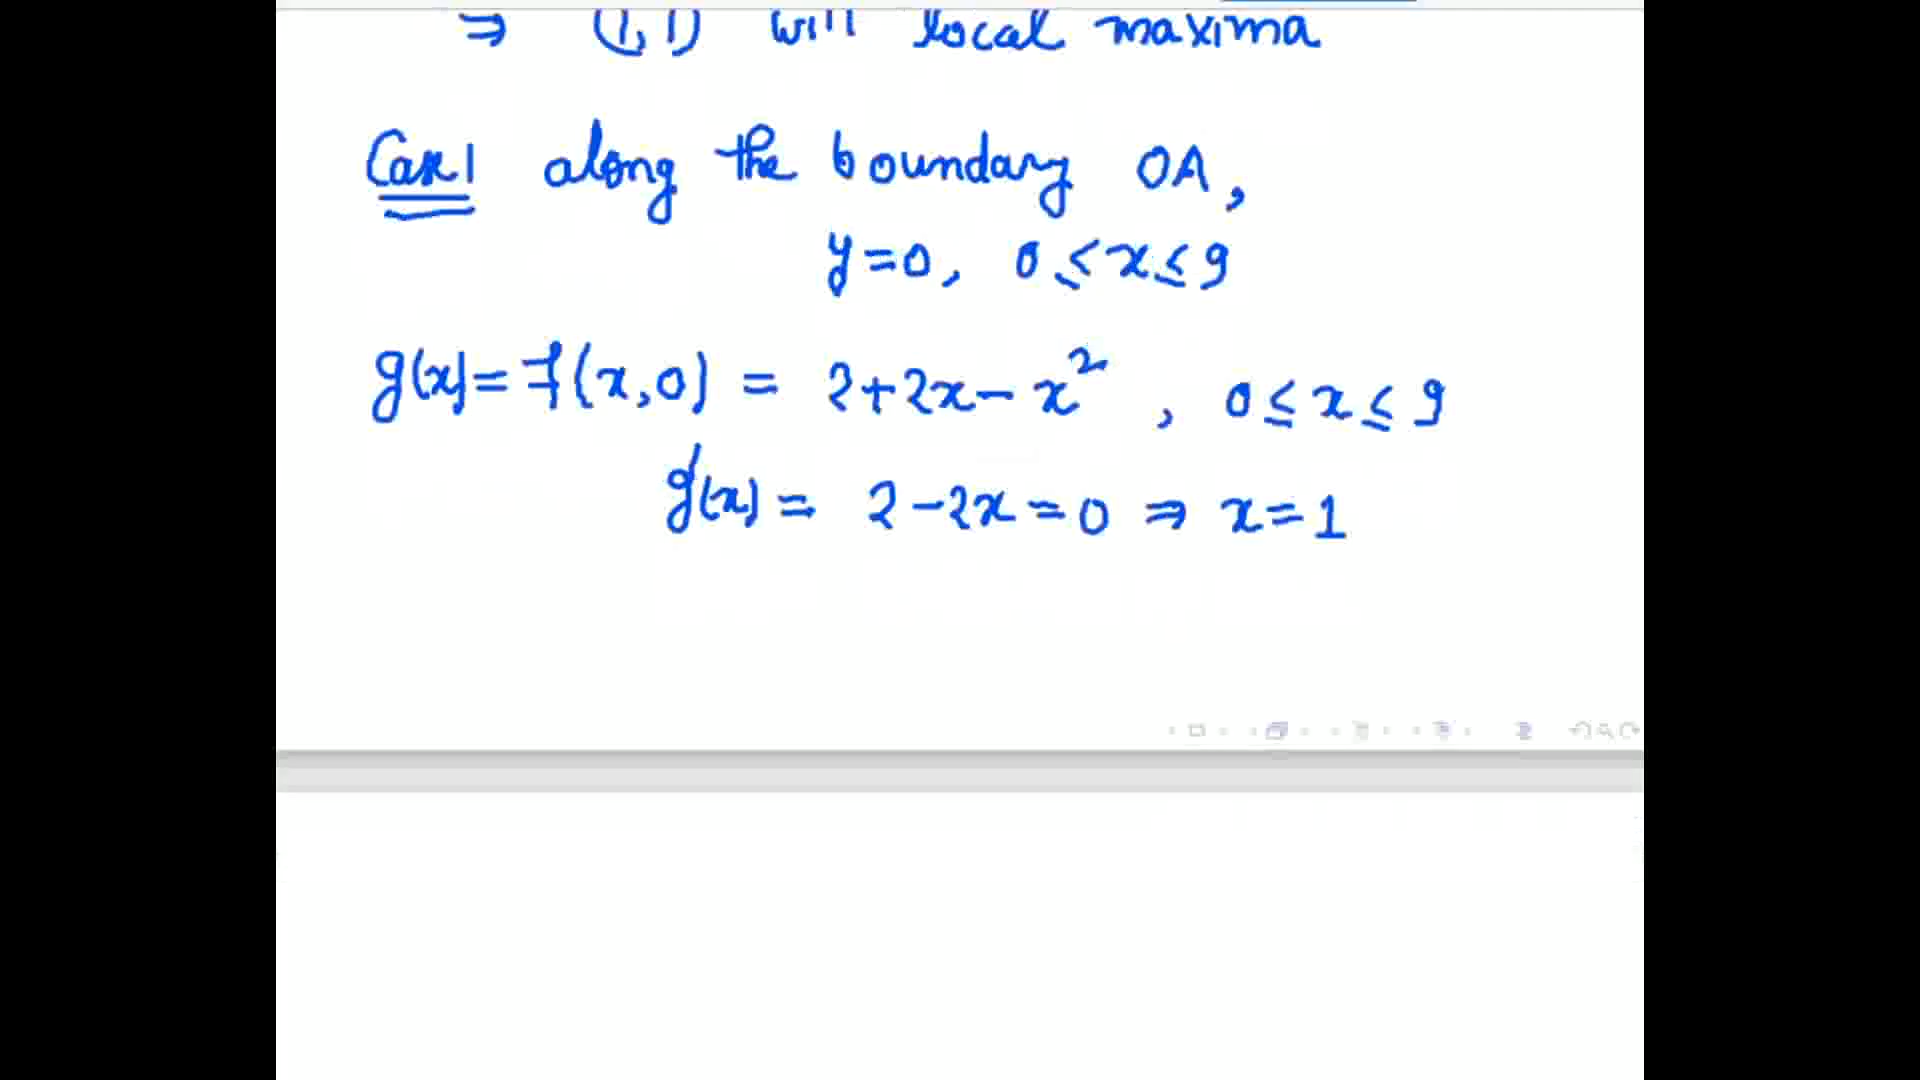 ⇒ (1,1) will local maxima
Case 1 along the boundary OA,
y=0, 0≤x≤9
g(x)=f(x,0) = 2+2x-x², 0≤x≤9
g'(x) = 2-2x=0 ⇒ x=1